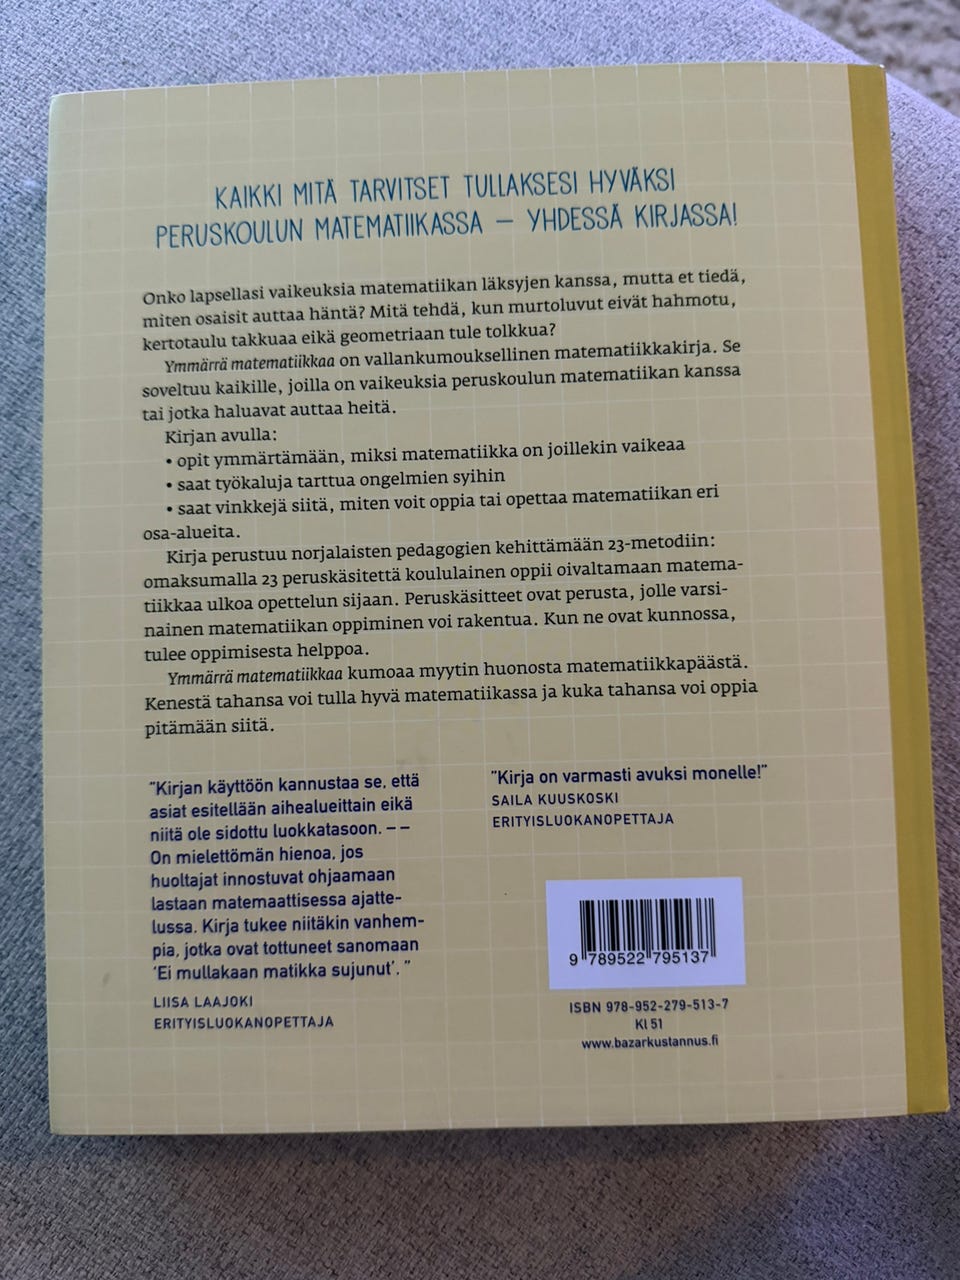 KAIKKI MITÄ TARVITSET TULLAKSESI HYVÄKSI
PERUSKOULUN MATEMATIIKASSA – YHDESSÄ KIRJASSA!
Onko lapsellasi vaikeuksia matematiikan läksyjen kanssa, mutta et tiedä,
miten osaisit auttaa häntä? Mitä tehdä, kun murtoluvut eivät hahmotu,
kertotaulu takkuaa eikä geometriaan tule tolkkua?
Ymmärrä matematiikkaa on vallankumouksellinen matematiikkakirja. Se
soveltuu kaikille, joilla on vaikeuksia peruskoulun matematiikan kanssa
tai jotka haluavat auttaa heitä.
Kirjan avulla:
• opit ymmärtämään, miksi matematiikka on joillekin vaikeaa
• saat työkaluja tarttua ongelmien syihin
• saat vinkkejä siitä, miten voit oppia tai opettaa matematiikan eri
osa-alueita.
Kirja perustuu norjalaisten pedagogien kehittämään 23-metodiin:
omaksumalla 23 peruskäsitettä koululainen oppii oivaltamaan matema-
tiikkaa ulkoa opettelun sijaan. Peruskäsitteet ovat perusta, jolle varsi-
nainen matematiikan oppiminen voi rakentua. Kun ne ovat kunnossa,
tulee oppimisesta helppoa.
Ymmärrä matematiikkaa kumoaa myytin huonosta matematiikkapäästä.
Kenestä tahansa voi tulla hyvä matematiikassa ja kuka tahansa voi oppia
pitämään siitä.
"Kirjan käyttöön kannustaa se, että
asiat esitellään aihealueittain eikä
niitä ole sidottu luokkatasoon. – –
On mielettömän hienoa, jos
huoltajat innostuvat ohjaamaan
lastaan matemaattisessa ajatte-
lussa. Kirja tukee niitäkin vanhem-
pia, jotka ovat tottuneet sanomaan
'Ei mullakaan matikka sujunut'. "
LIISA LAAJOKI
ERITYISLUOKANOPETTAJA
"Kirja on varmasti avuksi monelle!"
SAILA KUUSKOSKI
ERITYISLUOKANOPETTAJA
9 789522 795137
ISBN 978-952-279-513-7
Kl 51
www.bazarkustannus.fi